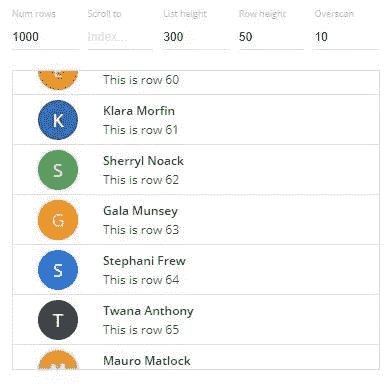 Num rows Scroll to List height Row height Overscan
1000 Index... 300 50 10
This is row 60
K Klara Morfin
This is row 61
S Sherryl Noack
This is row 62
G Gala Munsey
This is row 63
S Stephani Frew
This is row 64
T Twana Anthony
This is row 65
M Mauro Matlock